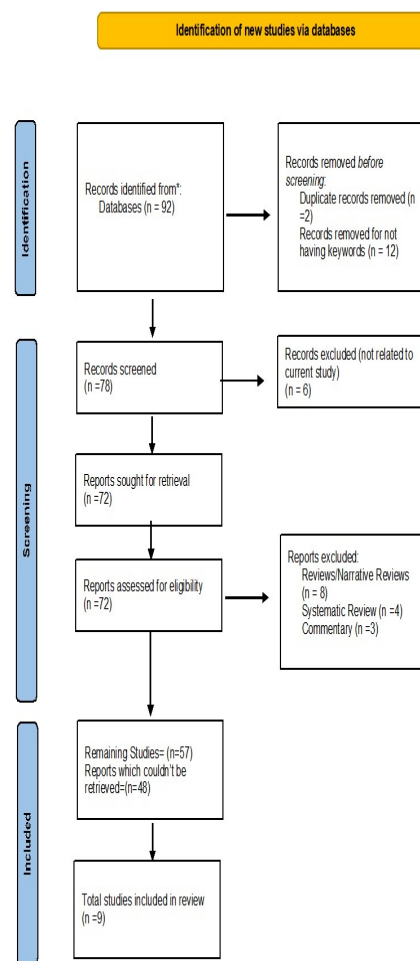 Identification of new studies via databases
Identification
Records identified from*:
Databases (n = 92)
Records removed before
screening:
Duplicate records removed (n
=2)
Records removed for not
having keywords (n = 12)
Screening
Records screened
(n =78)
Records excluded (not related to
current study)
(n = 6)
Reports sought for retrieval
(n =72)
Reports assessed for eligibility
(n =72)
Reports excluded:
Reviews/Narrative Reviews
(n = 8)
Systematic Review (n =4)
Commentary (n =3)
Included
Remaining Studies= (n=57)
Reports which couldn't be
retrieved=(n=48)
Total studies included in review
(n =9)